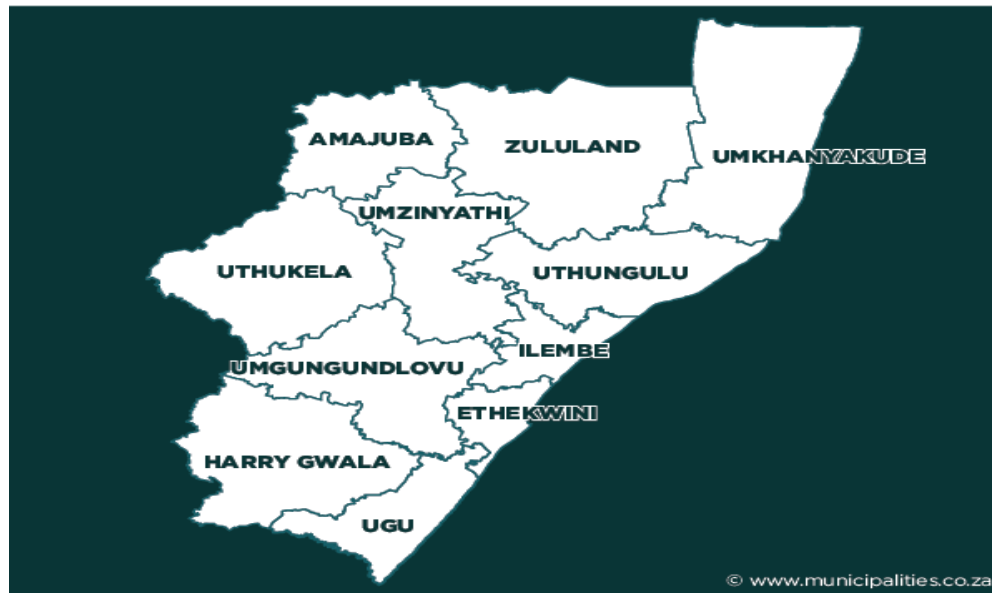 AMAJUBA
ZULULAND
UMKHANYAKUDE
UMZINYATHI
UTHUKELA
UTHUNGULU
ILEMBE
UMGUNGUNDLOVU
ETHEKWINI
HARRY GWALA
UGU
© www.municipalities.co.za